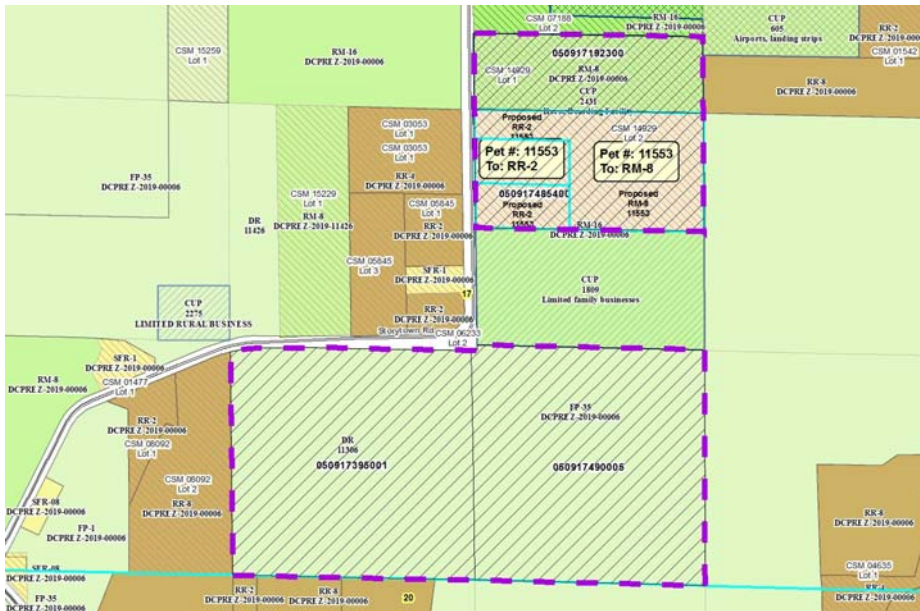 CSM 07188
Lot 2
RM-16
DCPREZ-2019-00006
CUP
605
Airports, landing strips
RR-2
DCPREZ-2019-00006
CSM 01542
Lot 1
CSM 15259
Lot 1
RM-16
DCPREZ-2019-00006
050917192300
RM-8
DCPREZ-2019-00006
CUP
2431
CSM 14929
Lot 1
RR-8
DCPREZ-2019-00006
CSM 03053
Lot 1
CSM 03053
Lot 1
RR-4
DCPREZ-2019-00006
Proposed
RR-2
11553
CSM 14929
Lot 2
Pet #: 11553
To: RR-2
Pet #: 11553
To: RM-8
FP-35
DCPREZ-2019-00006
CSM 15229
Lot 1
RM-8
DCPREZ-2019-11426
DR
11426
050917485400
Proposed
RR-2
11553
Proposed
RM-8
11553
CSM 05845
Lot 1
RR-2
DCPREZ-2019-00006
RM-16
DCPREZ-2019-00006
CSM 05845
Lot 3
SFR-1
DCPREZ-2019-00006
17
CUP
1809
Limited family businesses
CUP
2275
LIMITED RURAL BUSINESS
RR-2
DCPREZ-2019-00006
Storytown Rd
CSM 06233
Lot 2
SFR-1
DCPREZ-2019-00006
RM-8
DCPREZ-2019-00006
CSM 01477
Lot 1
RR-2
DCPREZ-2019-00006
CSM 08092
Lot 1
FP-35
DCPREZ-2019-00006
DR
11306
050917395001
050917490005
CSM 08092
Lot 2
RR-8
DCPREZ-2019-00006
SFR-08
DCPREZ-2019-00006
FP-1
DCPREZ-2019-00006
RR-8
DCPREZ-2019-00006
SFR-08
DCPREZ-2019-00006
CSM 04635
Lot 1
RR-4
FP-35
DCPREZ-2019-00006
RR-2
DCPREZ-2019-00006
RR-8
DCPREZ-2019-00006
20
DCPREZ-2019-00006